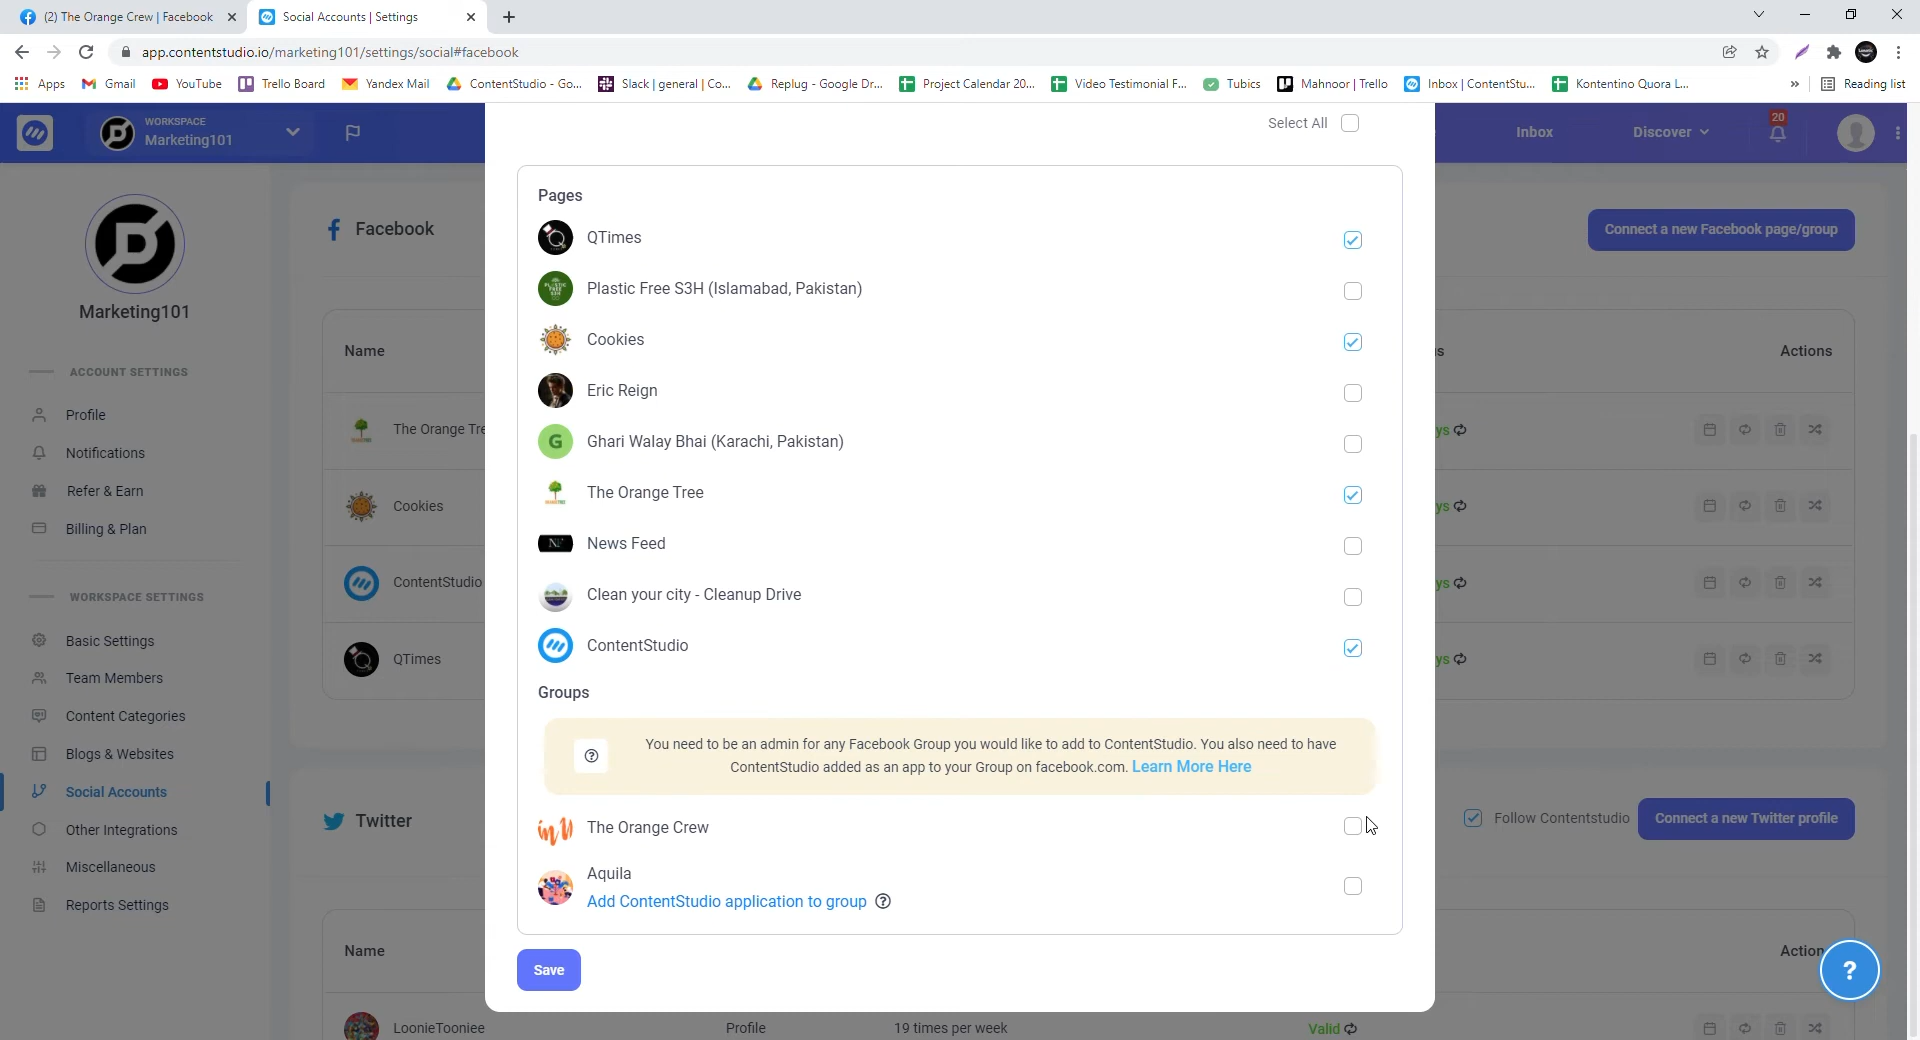 (2) The Orange Crew | Facebook
Social Accounts | Settings
app.contentstudio.io/marketing101/settings/social#facebook
Apps
Gmail
YouTube
Trello Board
Yandex Mail
ContentStudio - Go...
Slack | general | Co...
Replug - Google Dr...
Project Calendar 20...
Video Testimonial F...
Tubics
Mahnoor | Trello
Inbox | ContentStu...
Kontentino Quora L...
»
Reading list
WORKSPACE
Marketing101
Select All
Inbox
Discover
20
Marketing101
ACCOUNT SETTINGS
Profile
Notifications
Refer & Earn
Billing & Plan
WORKSPACE SETTINGS
Basic Settings
Team Members
Content Categories
Blogs & Websites
Social Accounts
Other Integrations
Miscellaneous
Reports Settings
Facebook
Connect a new Facebook page/group
Name
s
Actions
The Orange Tre
ys
Cookies
ys
ContentStudio
ys
QTimes
ys
Pages
QTimes
Plastic Free S3H (Islamabad, Pakistan)
Cookies
Eric Reign
G
Ghari Walay Bhai (Karachi, Pakistan)
The Orange Tree
NF
News Feed
Clean your city - Cleanup Drive
ContentStudio
Groups
You need to be an admin for any Facebook Group you would like to add to ContentStudio. You also need to have
ContentStudio added as an app to your Group on facebook.com. Learn More Here
The Orange Crew
Aquila
Add ContentStudio application to group
Save
Twitter
Follow Contentstudio
Connect a new Twitter profile
Name
Action
LoonieTooniee
Profile
19 times per week
Valid
?